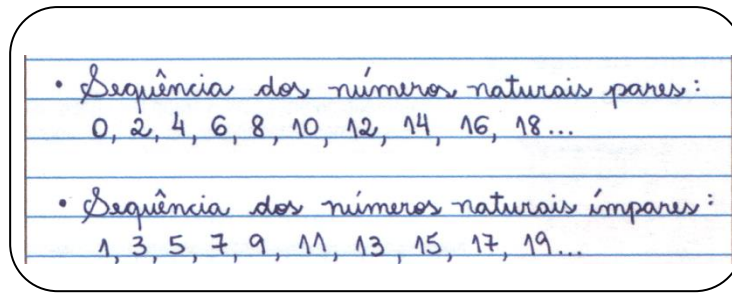 • Sequência dos números naturais pares:
0, 2, 4, 6, 8, 10, 12, 14, 16, 18...
• Sequência dos números naturais ímpares:
1, 3, 5, 7, 9, 11, 13, 15, 17, 19...